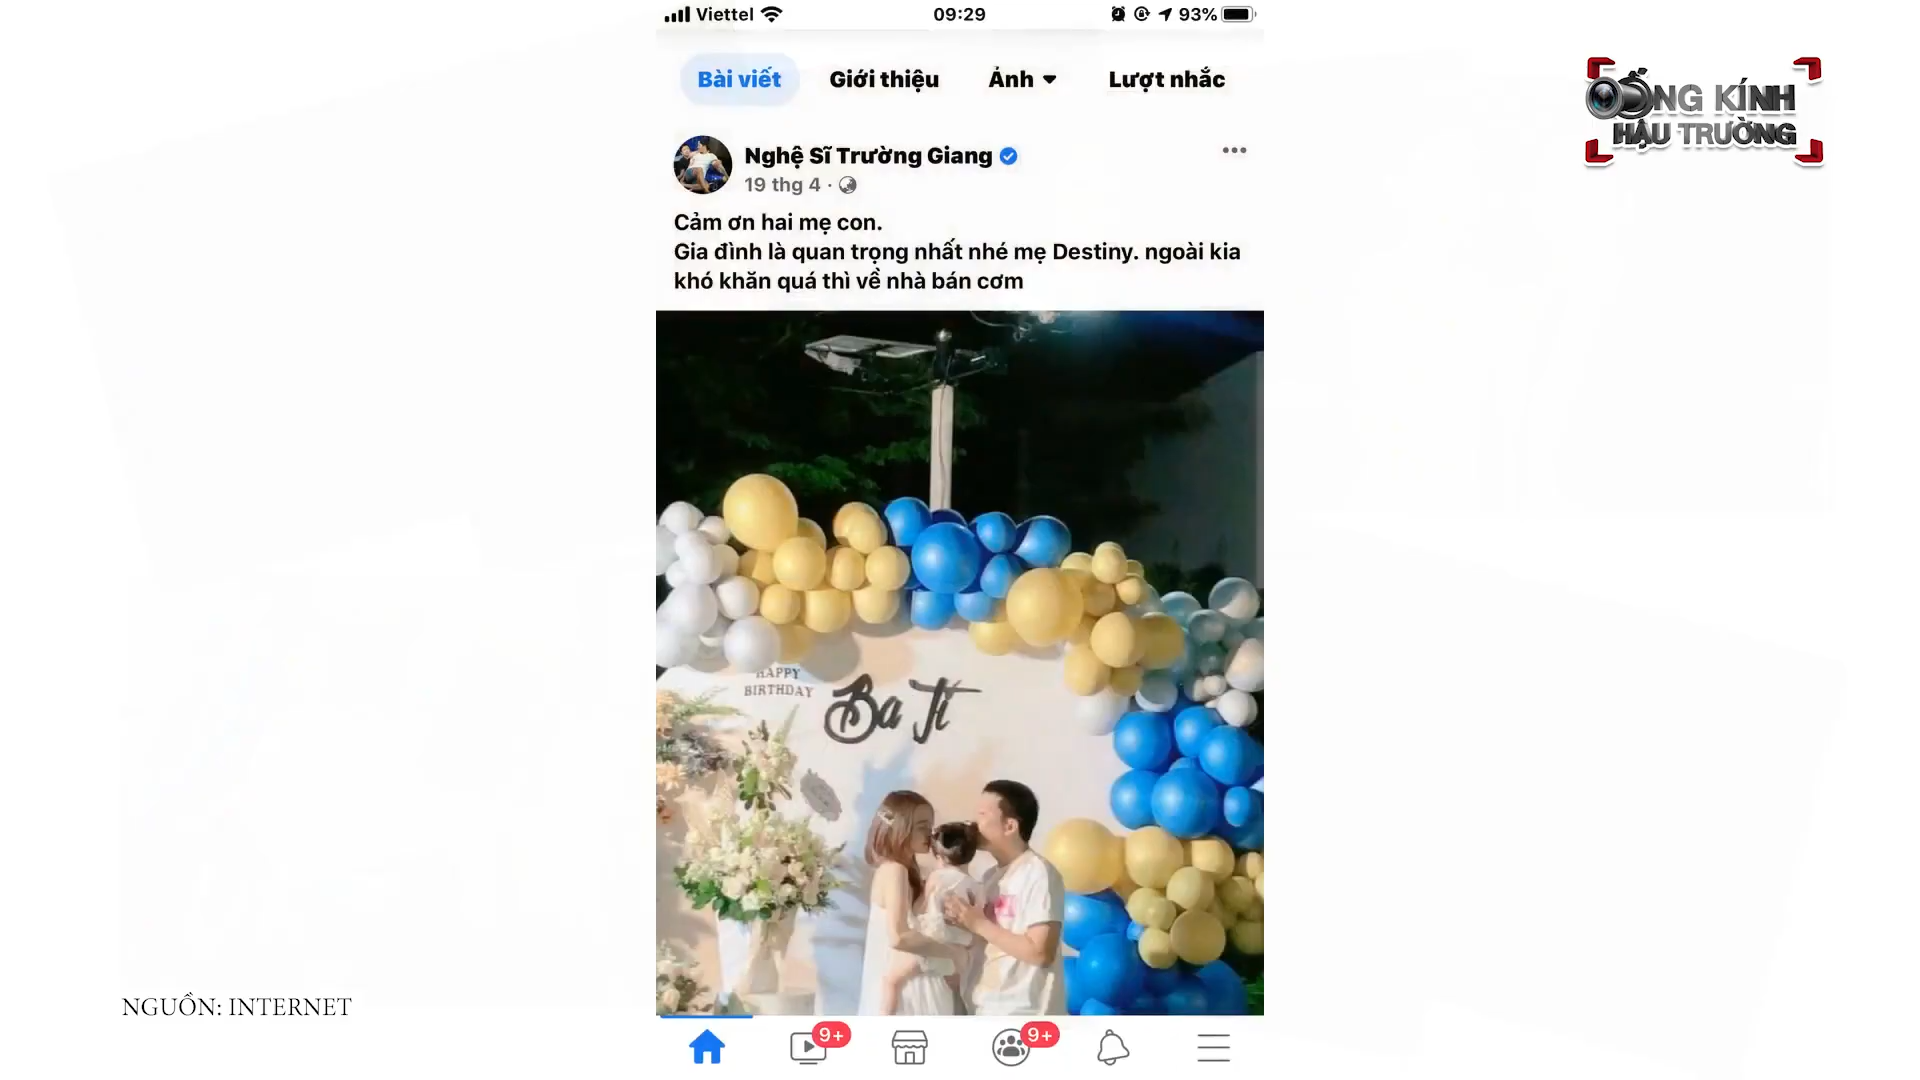 Viettel
09:29
93%
Bài viết
Giới thiệu
Ảnh
Lượt nhắc
ỐNG KÍNH
HẬU TRƯỜNG
Nghệ Sĩ Trường Giang
19 thg 4 ·
Cảm ơn hai mẹ con.
Gia đình là quan trọng nhất nhé mẹ Destiny. ngoài kia
khó khăn quá thì về nhà bán cơm
HAPPY
BIRTHDAY
Ba Tí
NGUỒN: INTERNET
9+
9+